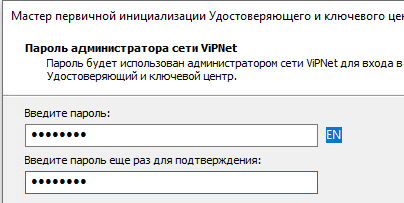 Мастер первичной инициализации Удостоверяющего и ключевого це
Пароль администратора сети ViPNet
Пароль будет использован администратором сети ViPNet для входа в
Удостоверяющий и ключевой центр.
Введите пароль:
●●●●●●●●
EN
Введите пароль еще раз для подтверждения:
●●●●●●●●